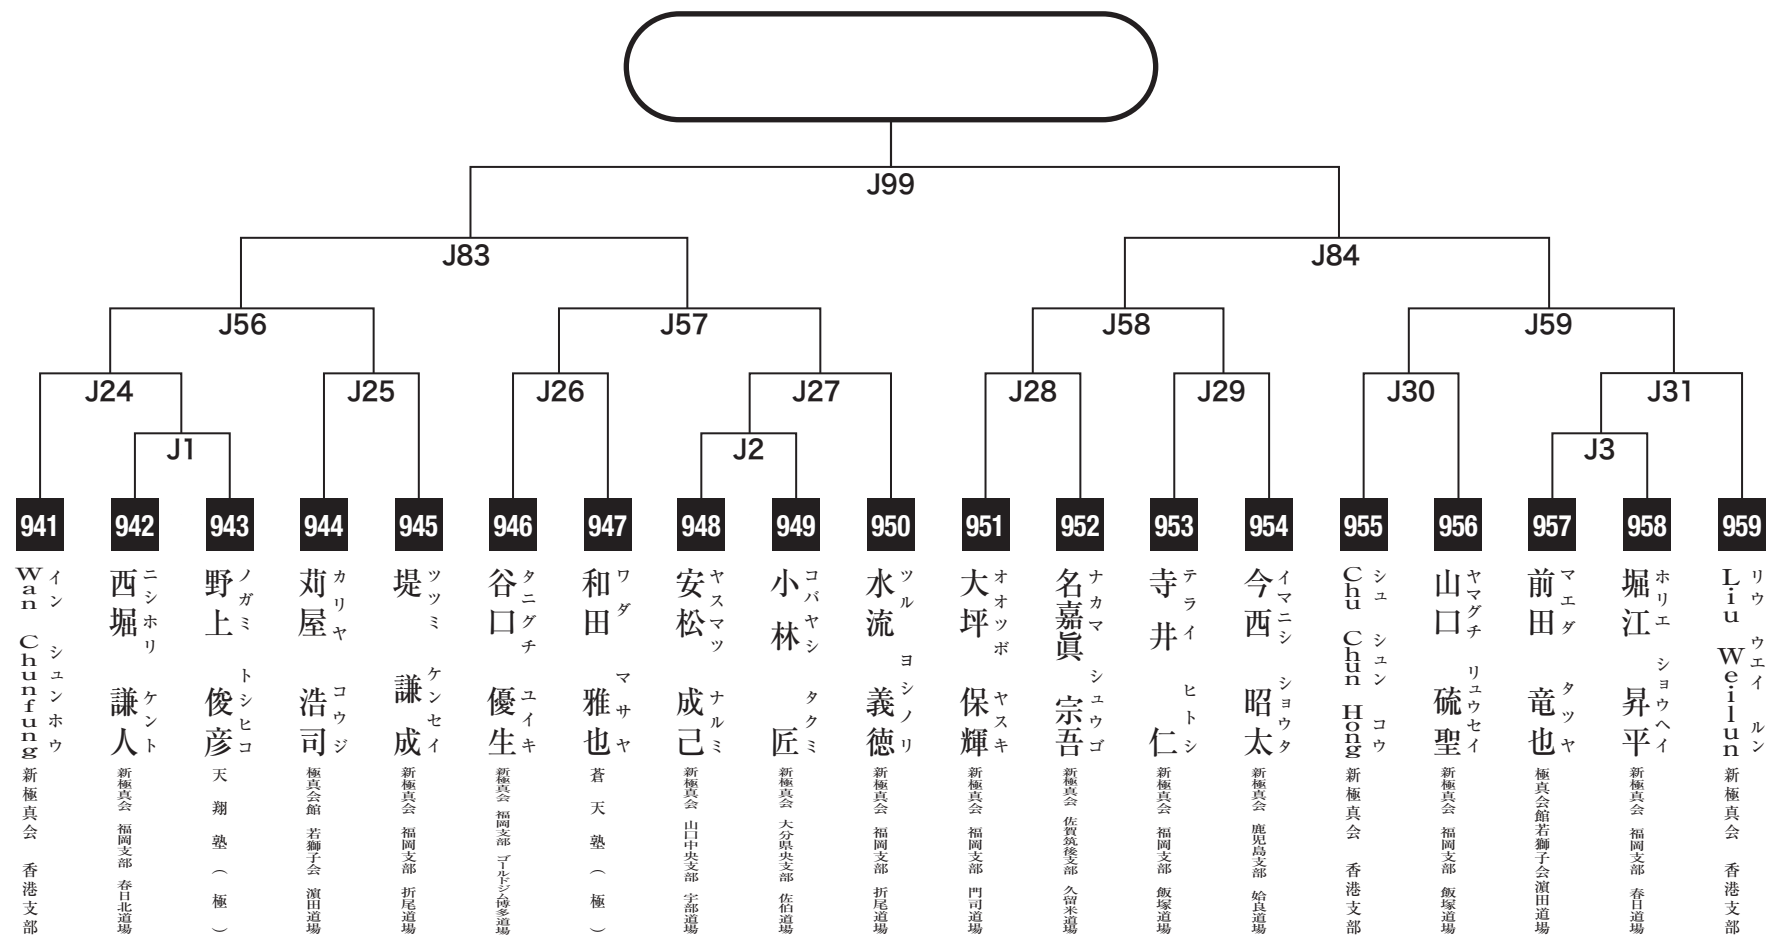 J99
J83
J84
J56
J57
J58
J59
J24
J25
J26
J27
J28
J29
J30
J31
J1
J2
J3
941
Wan Chunfung
イン シュンホウ
新極真会 香港支部
942
西堀 謙人
ニシホリ ケント
新極真会 福岡支部 春日北道場
943
野上 俊彦
ノガミ トシヒコ
天翔塾（極）
944
苅屋 浩司
カリヤ コウジ
極真会館 若獅子会 濵田道場
945
堤 謙成
ツツミ ケンセイ
新極真会 福岡支部 折尾道場
946
谷口 優生
タニグチ ユイキ
新極真会 福岡支部 ゴールドジム博多道場
947
和田 雅也
ワダ マサヤ
蒼天塾（極）
948
安松 成己
ヤスマツ ナルミ
新極真会 山口中央支部 宇部道場
949
小林 匠
コバヤシ タクミ
新極真会 大分県央支部 佐伯道場
950
水流 義徳
ツル ヨシノリ
新極真会 福岡支部 折尾道場
951
大坪 保輝
オオツボ ヤスキ
新極真会 福岡支部 門司道場
952
名嘉眞 宗吾
ナカマ シュウゴ
新極真会 佐賀筑後支部 久留米道場
953
寺井 仁
テライ ヒトシ
新極真会 福岡支部 飯塚道場
954
今西 昭太
イマニシ ショウタ
新極真会 鹿児島支部 姶良道場
955
Chu Chun Hong
シュ シュン コウ
新極真会 香港支部
956
山口 硫聖
ヤマグチ リュウセイ
新極真会 福岡支部 飯塚道場
957
前田 竜也
マエダ タツヤ
極真会館若獅子会濵田道場
958
堀江 昇平
ホリエ ショウヘイ
新極真会 福岡支部 春日道場
959
Liu Weilun
リウ ウエイ ルン
新極真会 香港支部